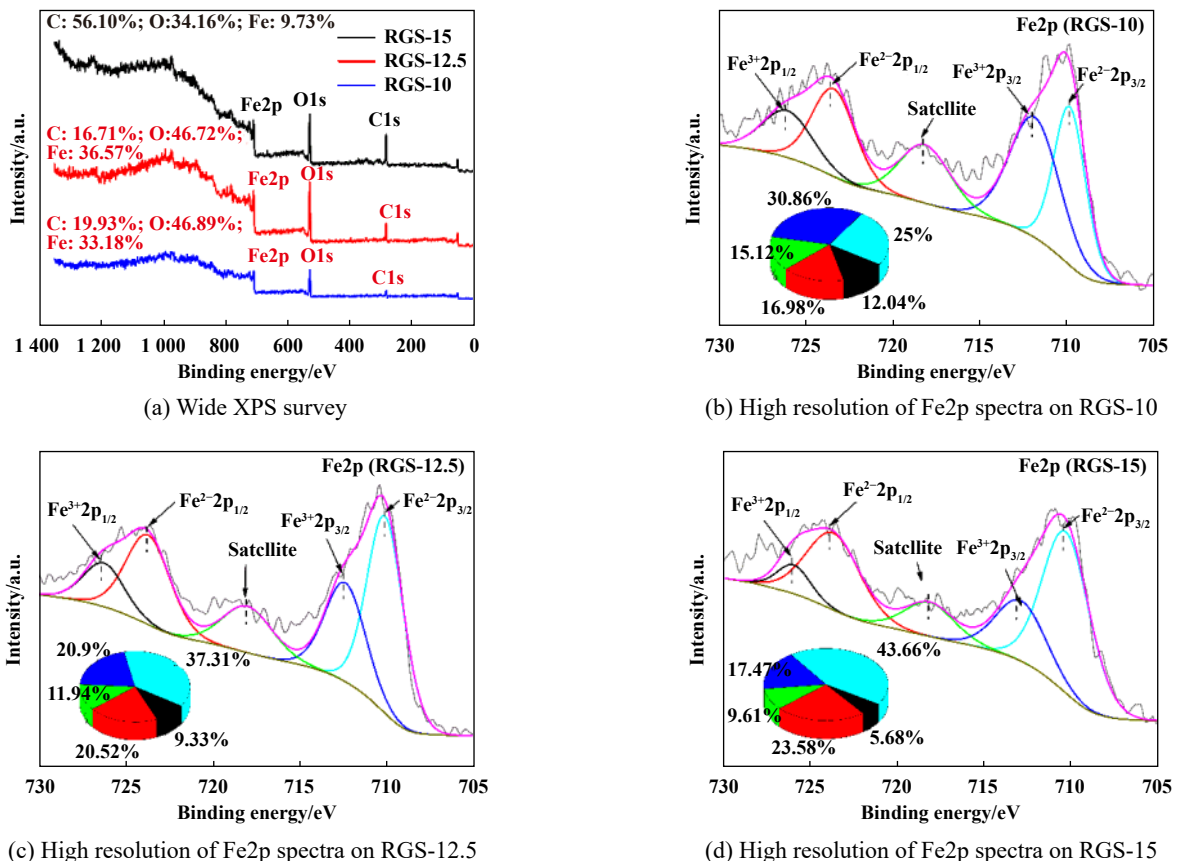 C: 56.10%; O:34.16%; Fe: 9.73%
RGS-15
RGS-12.5
RGS-10
Fe2p
O1s
C1s
C: 16.71%; O:46.72%;
Fe: 36.57%
Fe2p
O1s
C1s
C: 19.93%; O:46.89%;
Fe: 33.18%
Fe2p
O1s
C1s
Intensity/a.u.
1 400 1 200 1 000 800 600 400 200 0
Binding energy/eV
(a) Wide XPS survey
Fe2p (RGS-10)
Fe³⁺2p₁/₂
Fe²⁻2p₁/₂
Satcllite
Fe³⁺2p₃/₂
Fe²⁻2p₃/₂
30.86%
25%
15.12%
16.98%
12.04%
Intensity/a.u.
730 725 720 715 710 705
Binding energy/eV
(b) High resolution of Fe2p spectra on RGS-10
Fe2p (RGS-12.5)
Fe³⁺2p₁/₂
Fe²⁻2p₁/₂
Satcllite
Fe³⁺2p₃/₂
Fe²⁻2p₃/₂
20.9%
37.31%
11.94%
20.52%
9.33%
Intensity/a.u.
730 725 720 715 710 705
Binding energy/eV
(c) High resolution of Fe2p spectra on RGS-12.5
Fe2p (RGS-15)
Fe³⁺2p₁/₂
Fe²⁻2p₁/₂
Satcllite
Fe³⁺2p₃/₂
Fe²⁻2p₃/₂
17.47%
43.66%
9.61%
23.58%
5.68%
Intensity/a.u.
730 725 720 715 710 705
Binding energy/eV
(d) High resolution of Fe2p spectra on RGS-15